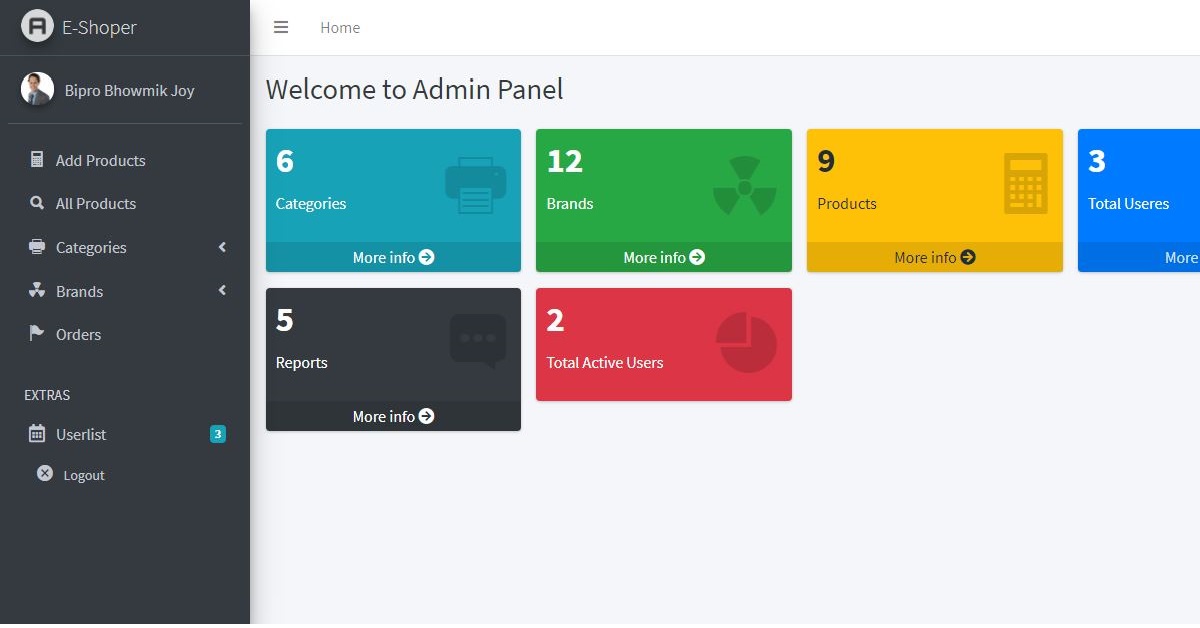 E-Shoper
Home
Bipro Bhowmik Joy
Add Products
All Products
Categories
Brands
Orders
EXTRAS
Userlist 3
Logout
Welcome to Admin Panel
6
Categories
More info
12
Brands
More info
9
Products
More info
3
Total Useres
More
5
Reports
More info
2
Total Active Users